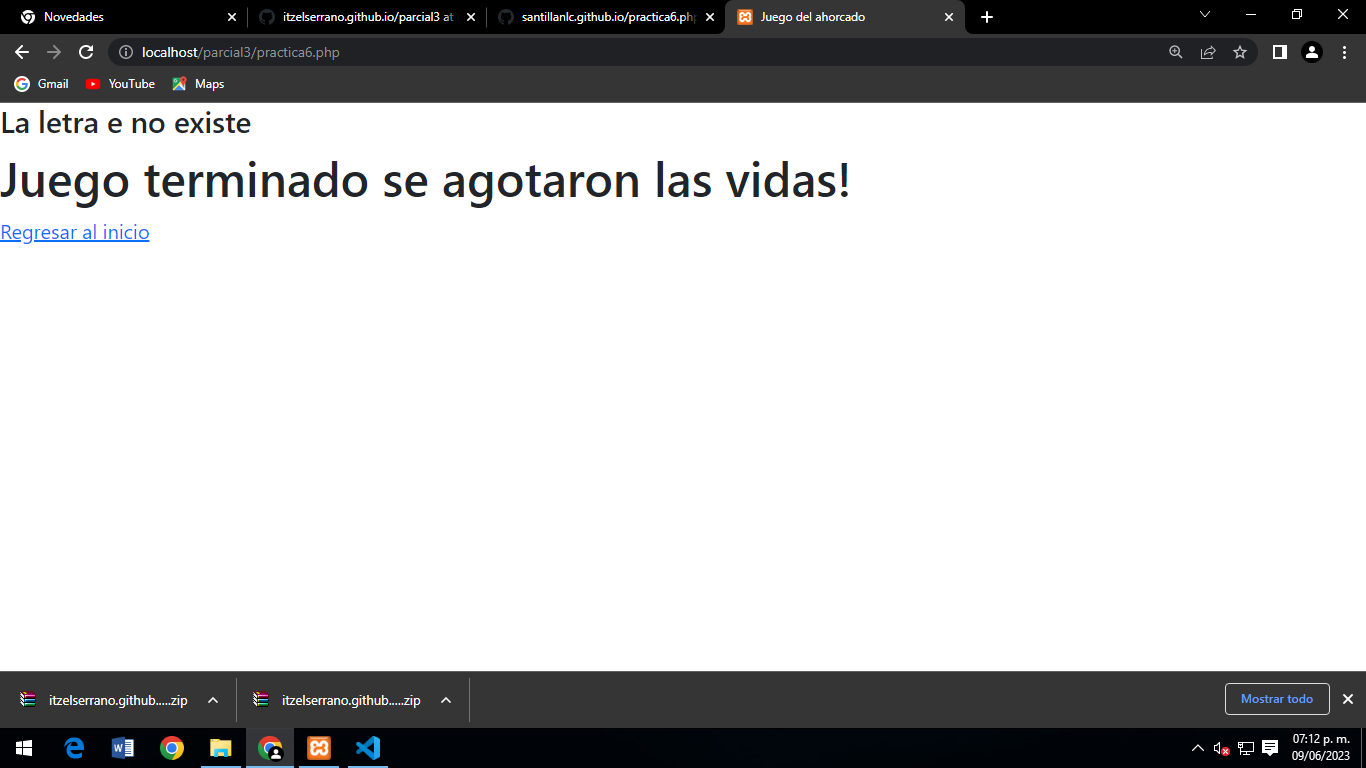 Novedades
itzelserrano.github.io/parcial3 at
santillanlc.github.io/practica6.php
Juego del ahorcado
localhost/parcial3/practica6.php
Gmail
YouTube
Maps
La letra e no existe
Juego terminado se agotaron las vidas!
Regresar al inicio
itzelserrano.github.....zip
itzelserrano.github.....zip
Mostrar todo
07:12 p. m.
09/06/2023